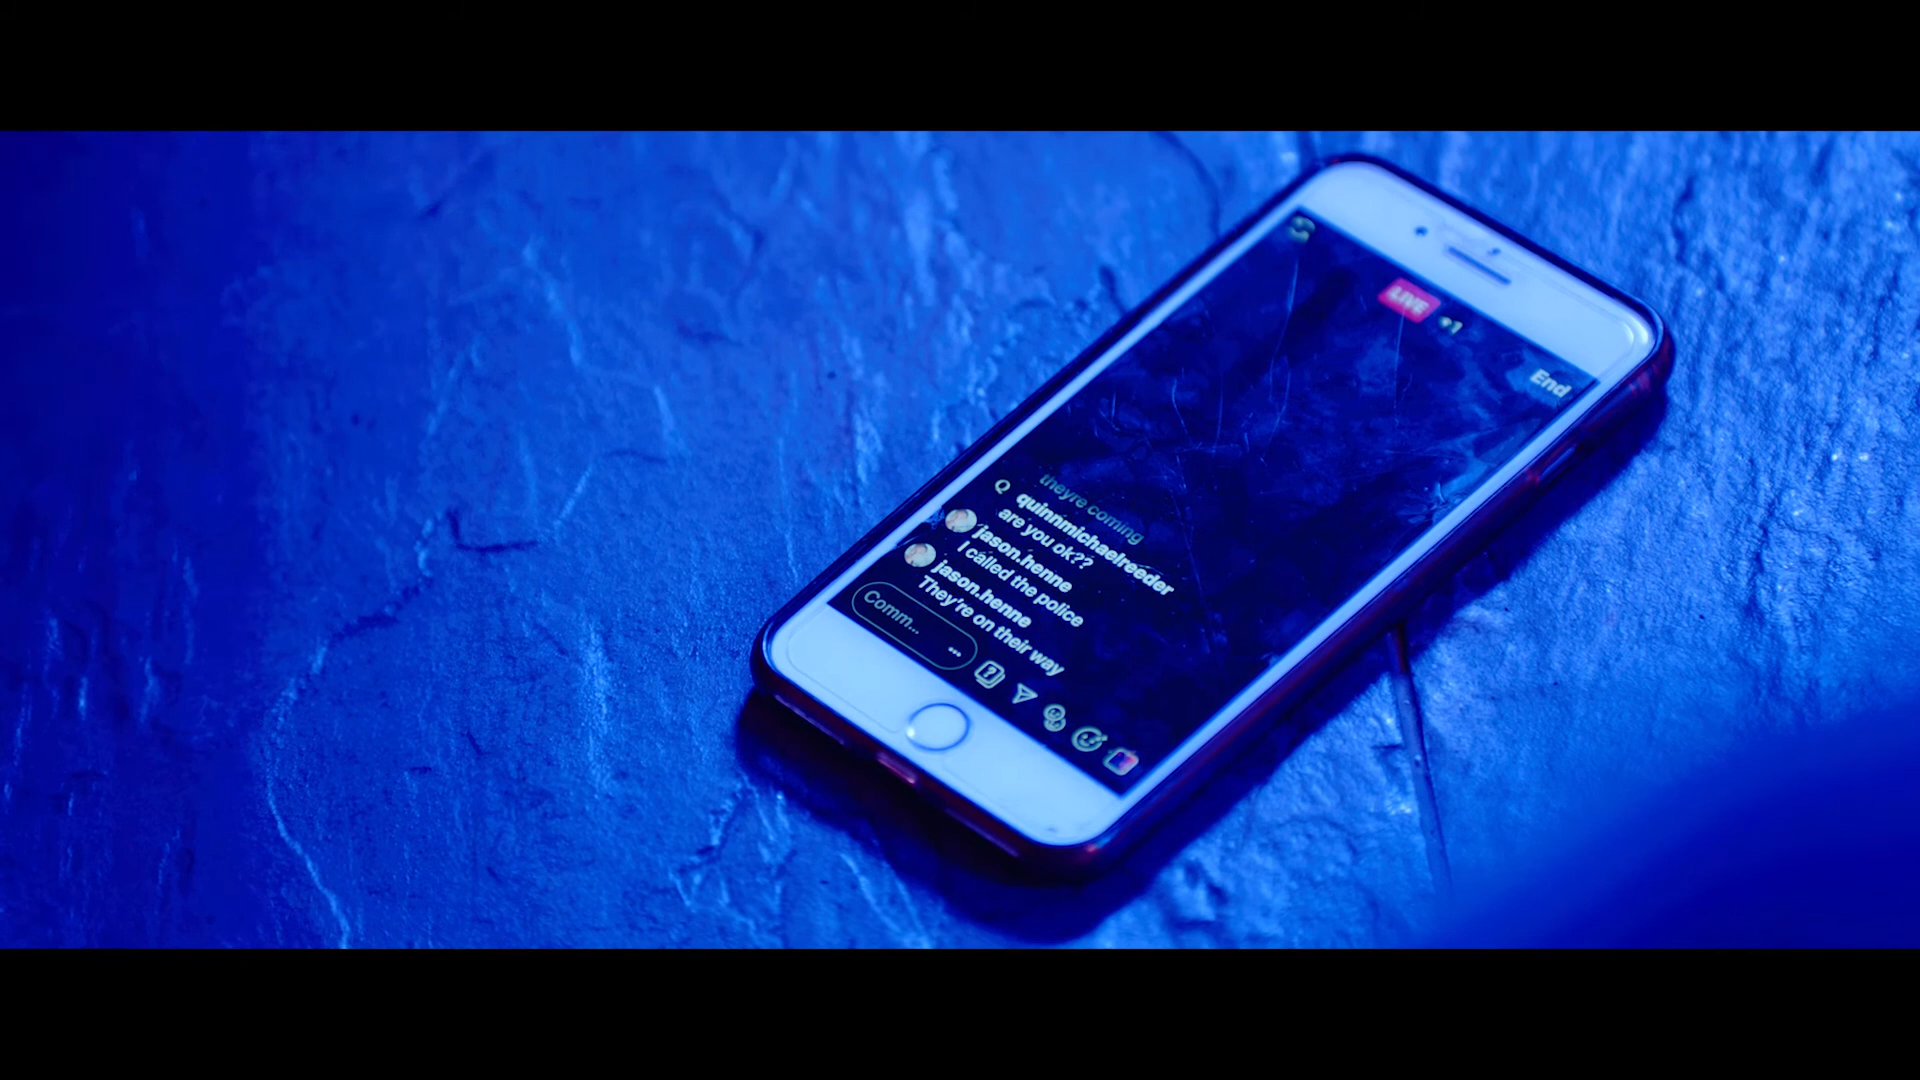 LIVE
1
End
theyre coming
Q
quinnmichaelreeder
are you ok??
jason.henne
I called the police
jason.henne
They're on their way
Comm...
?